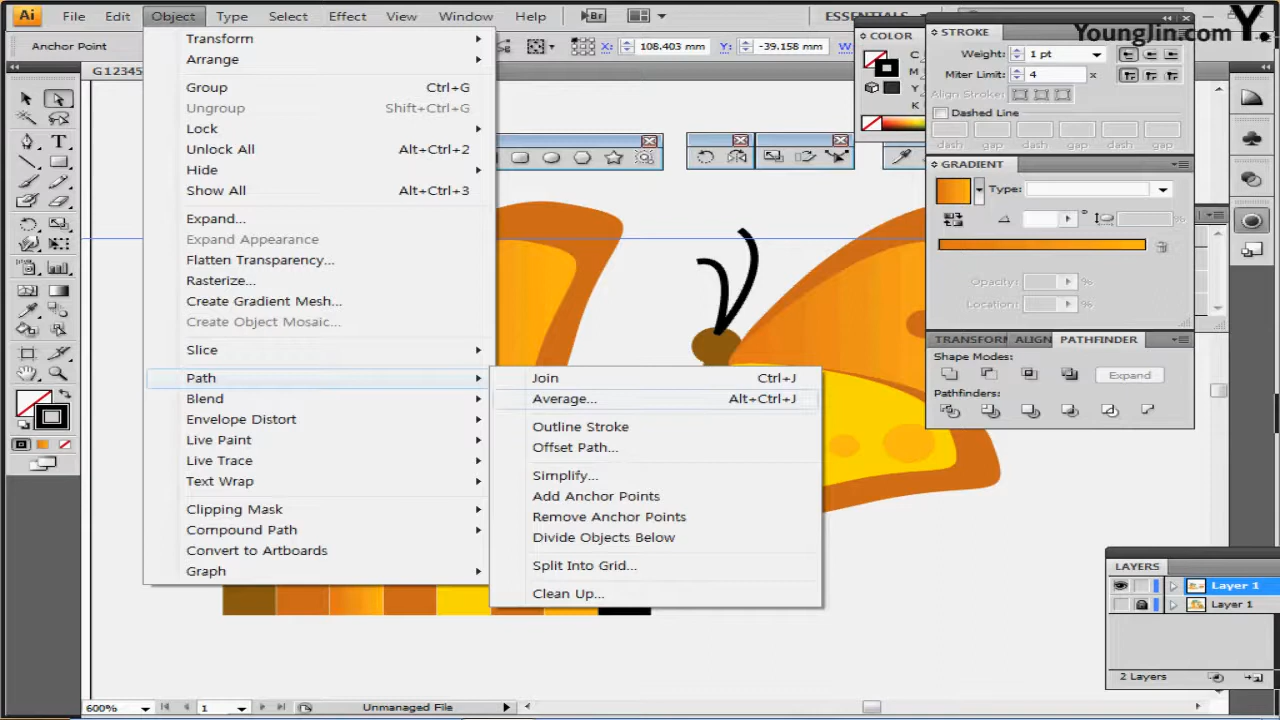 Ai File Edit Object Type Select Effect View Window Help Br ESSENTIALS
YoungJin.com Y.
Anchor Point X: 108.403 mm Y: -39.158 mm W
G12345
Transform
Arrange
Group Ctrl+G
Ungroup Shift+Ctrl+G
Lock
Unlock All Alt+Ctrl+2
Hide
Show All Alt+Ctrl+3
Expand...
Expand Appearance
Flatten Transparency...
Rasterize...
Create Gradient Mesh...
Create Object Mosaic...
Slice
Path
Blend
Envelope Distort
Live Paint
Live Trace
Text Wrap
Clipping Mask
Compound Path
Convert to Artboards
Graph
Join Ctrl+J
Average... Alt+Ctrl+J
Outline Stroke
Offset Path...
Simplify...
Add Anchor Points
Remove Anchor Points
Divide Objects Below
Split Into Grid...
Clean Up...
COLOR
C
M
Y
K
STROKE
Weight: 1 pt
Miter Limit: 4 x
Align Stroke:
Dashed Line
dash gap dash gap dash gap
GRADIENT
Type:
°
%
Opacity: %
Location: %
TRANSFORM ALIGN PATHFINDER
Shape Modes:
Expand
Pathfinders:
LAYERS
Layer 1
Layer 1
2 Layers
600% 1 Unmanaged File